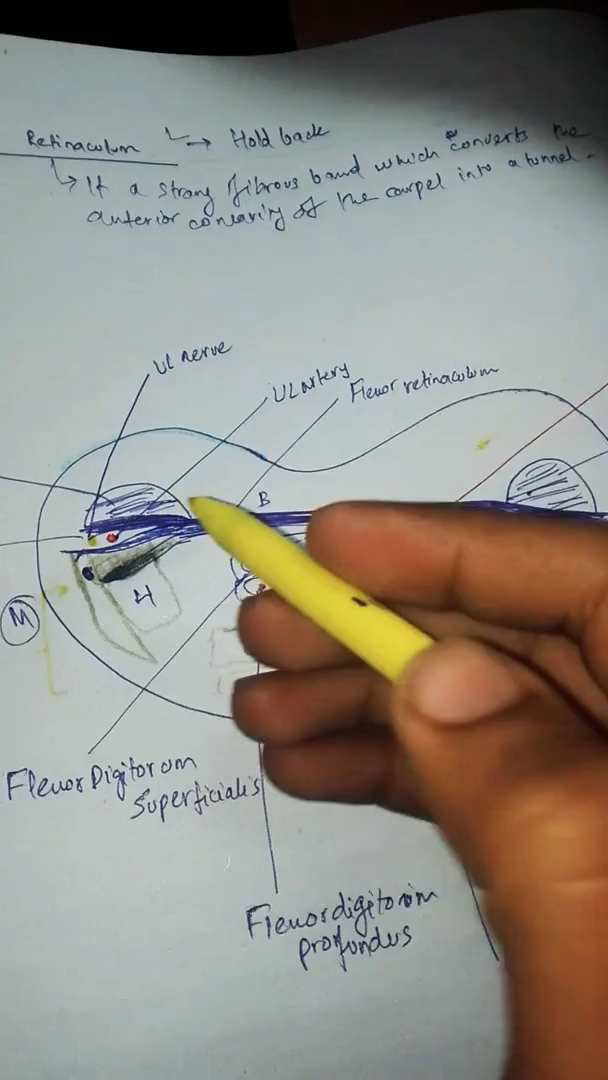 Retinaculum → Hold back
↳ It a strong fibrous band which converts the
anterior concavity of the carpel into a tunnel.
UL nerve
UL artery
Flexor retinaculum
B
H
M
Flexor Digitorum
Superficialis
Flexordigitorum
profundus